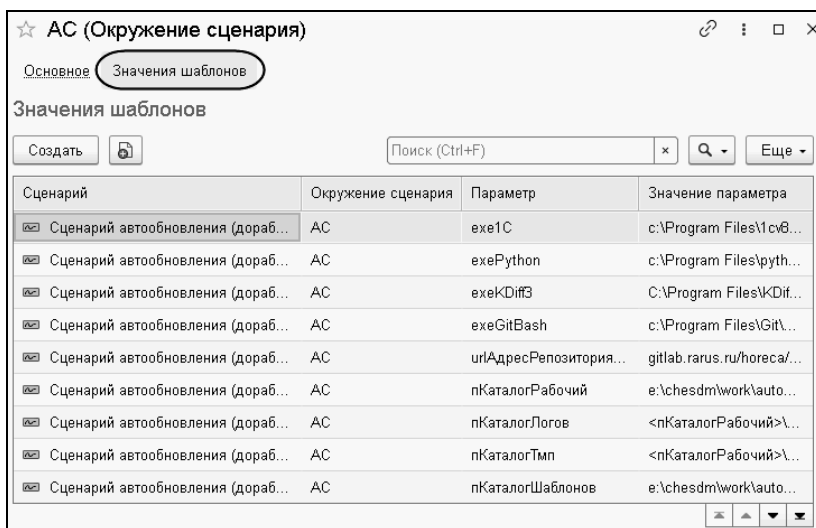 АС (Окружение сценария)
Основное Значения шаблонов
Значения шаблонов
Создать Поиск (Ctrl+F) × Еще
Сценарий Окружение сценария Параметр Значение параметра
Сценарий автообновления (дораб... АС exe1C c:\Program Files\1cv8...
Сценарий автообновления (дораб... АС exePython c:\Program Files\pyth...
Сценарий автообновления (дораб... АС exeKDiff3 C:\Program Files\KDif...
Сценарий автообновления (дораб... АС exeGitBash c:\Program Files\Git\...
Сценарий автообновления (дораб... АС urlАдресРепозитория... gitlab.rarus.ru/horeca/...
Сценарий автообновления (дораб... АС пКаталогРабочий e:\chesdm\work\auto...
Сценарий автообновления (дораб... АС пКаталогЛогов <пКаталогРабочий>\...
Сценарий автообновления (дораб... АС пКаталогТмп <пКаталогРабочий>\...
Сценарий автообновления (дораб... АС пКаталогШаблонов e:\chesdm\work\auto...